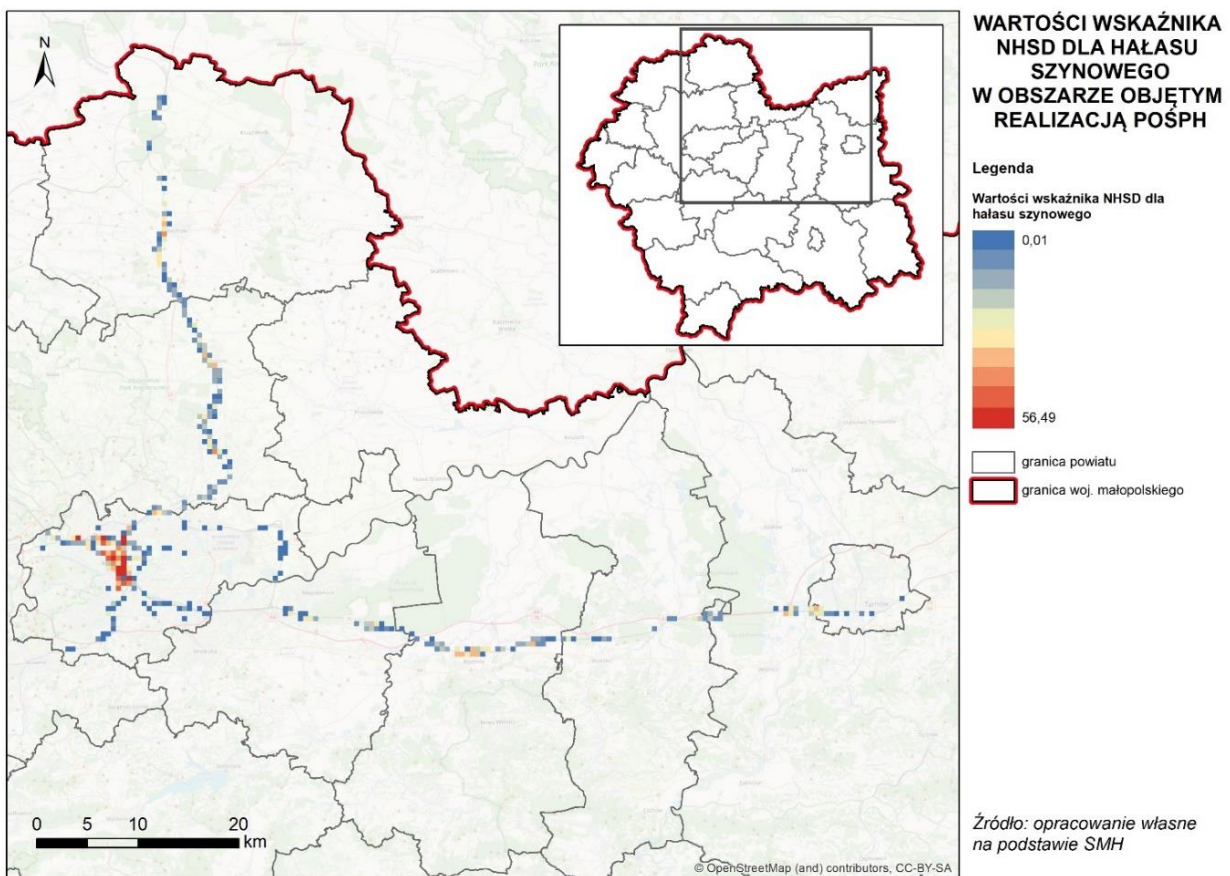 WARTOŚCI WSKAŹNIKA
NHSD DLA HAŁASU
SZYNOWEGO
W OBSZARZE OBJĘTYM
REALIZACJĄ POŚPH
N
Legenda
Wartości wskaźnika NHSD dla
hałasu szynowego
0,01
56,49
granica powiatu
granica woj. małopolskiego
0 5 10 20
km
Źródło: opracowanie własne
na podstawie SMH
© OpenStreetMap (and) contributors, CC-BY-SA